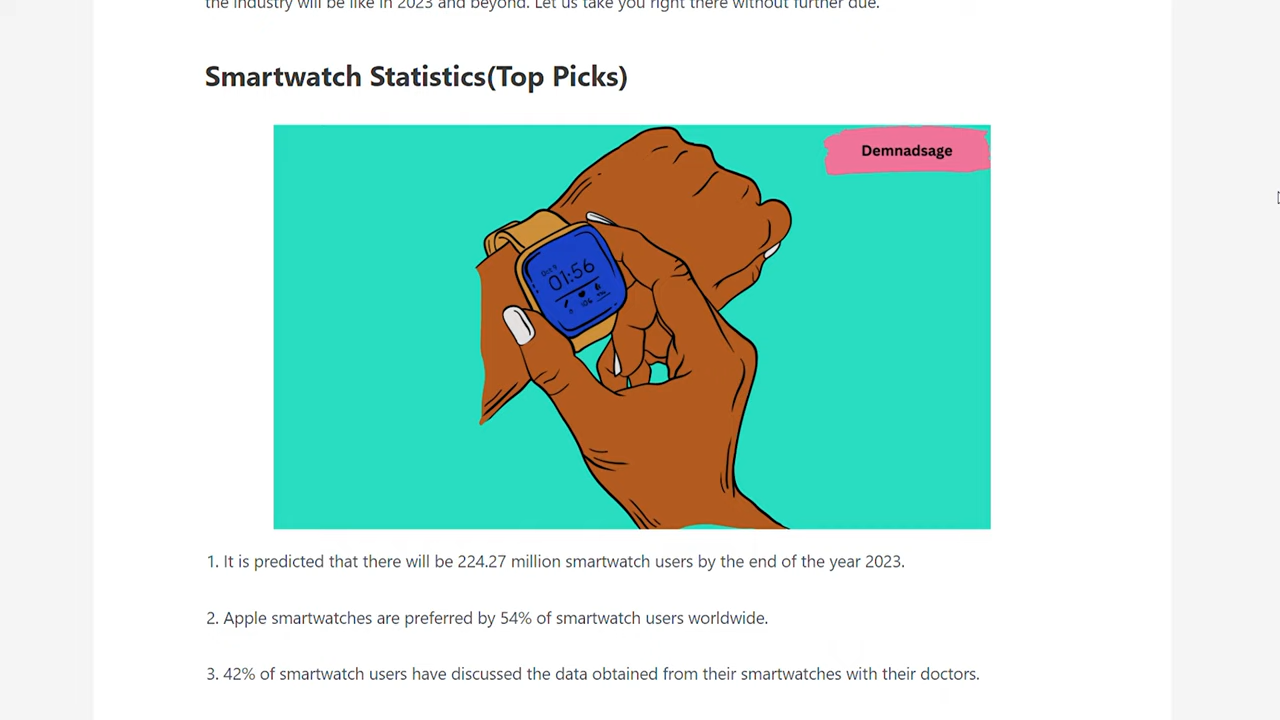 the industry will be like in 2023 and beyond. Let us take you right there without further due.
Smartwatch Statistics(Top Picks)
Demnadsage
01:56
1. It is predicted that there will be 224.27 million smartwatch users by the end of the year 2023.
2. Apple smartwatches are preferred by 54% of smartwatch users worldwide.
3. 42% of smartwatch users have discussed the data obtained from their smartwatches with their doctors.